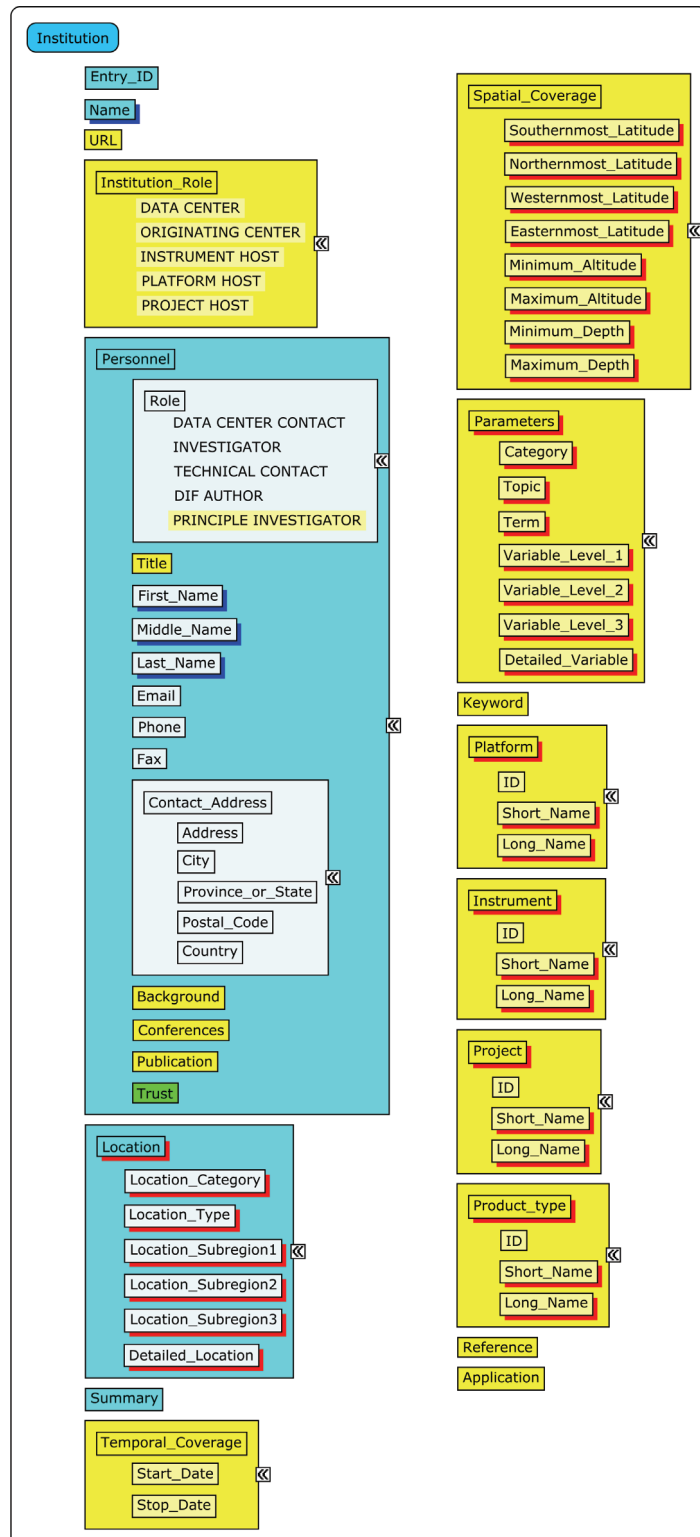 Institution
Entry_ID
Name
URL
Institution_Role
DATA CENTER
ORIGINATING CENTER
INSTRUMENT HOST
PLATFORM HOST
PROJECT HOST
Personnel
Role
DATA CENTER CONTACT
INVESTIGATOR
TECHNICAL CONTACT
DIF AUTHOR
PRINCIPLE INVESTIGATOR
Title
First_Name
Middle_Name
Last_Name
Email
Phone
Fax
Contact_Address
Address
City
Province_or_State
Postal_Code
Country
Background
Conferences
Publication
Trust
Location
Location_Category
Location_Type
Location_Subregion1
Location_Subregion2
Location_Subregion3
Detailed_Location
Summary
Temporal_Coverage
Start_Date
Stop_Date
Spatial_Coverage
Southernmost_Latitude
Northernmost_Latitude
Westernmost_Latitude
Easternmost_Latitude
Minimum_Altitude
Maximum_Altitude
Minimum_Depth
Maximum_Depth
Parameters
Category
Topic
Term
Variable_Level_1
Variable_Level_2
Variable_Level_3
Detailed_Variable
Keyword
Platform
ID
Short_Name
Long_Name
Instrument
ID
Short_Name
Long_Name
Project
ID
Short_Name
Long_Name
Product_type
ID
Short_Name
Long_Name
Reference
Application